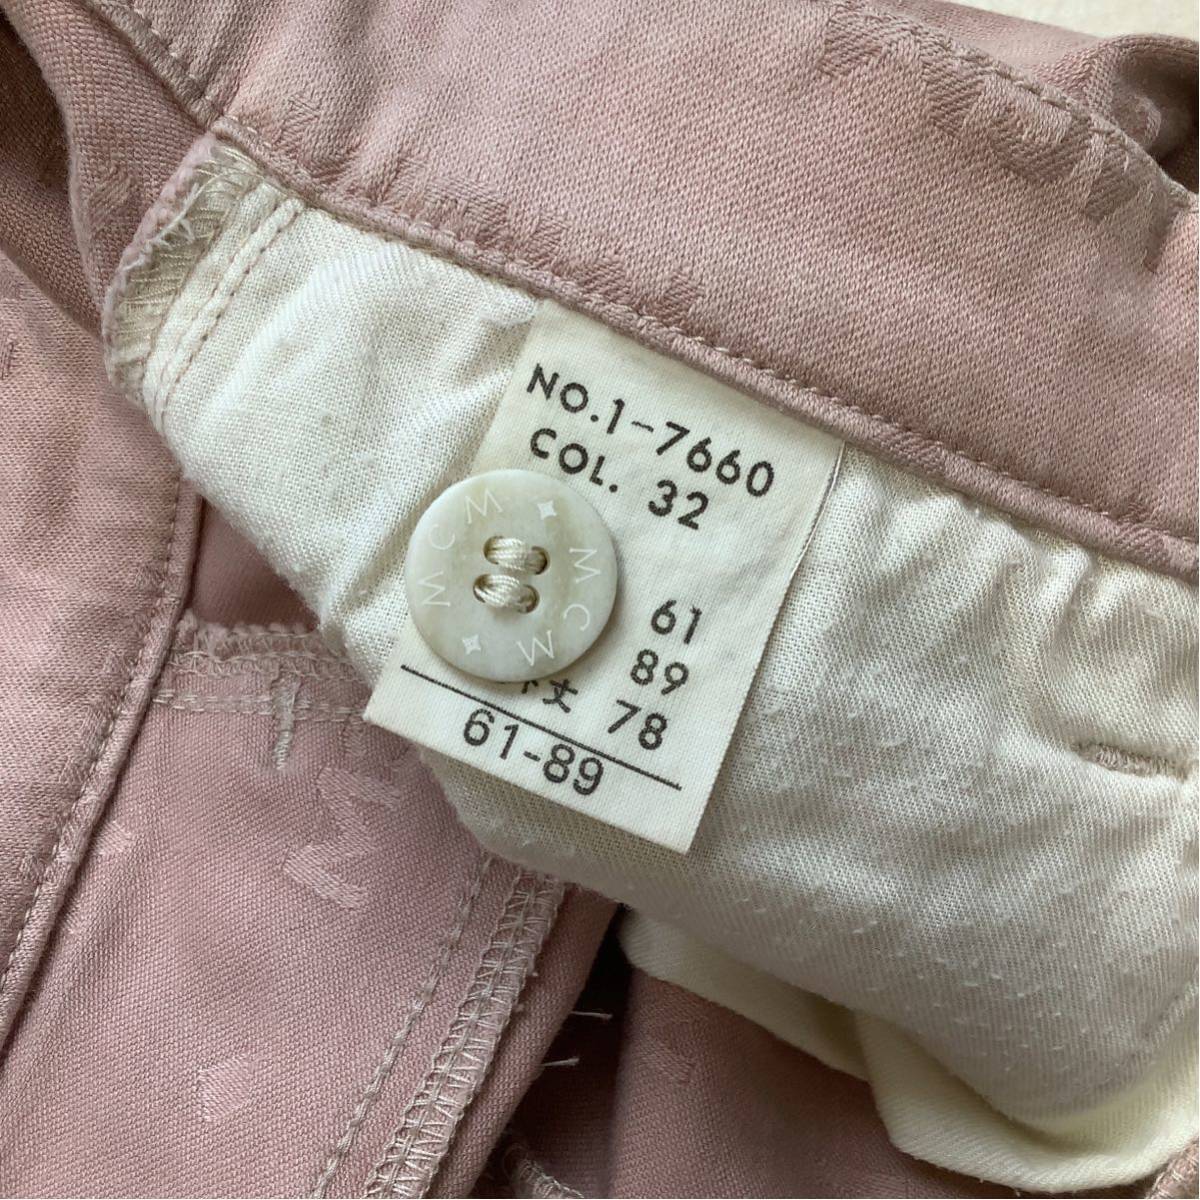 NO.1-7660
COL. 32
MCM MCM
61
89
丈 78
61-89